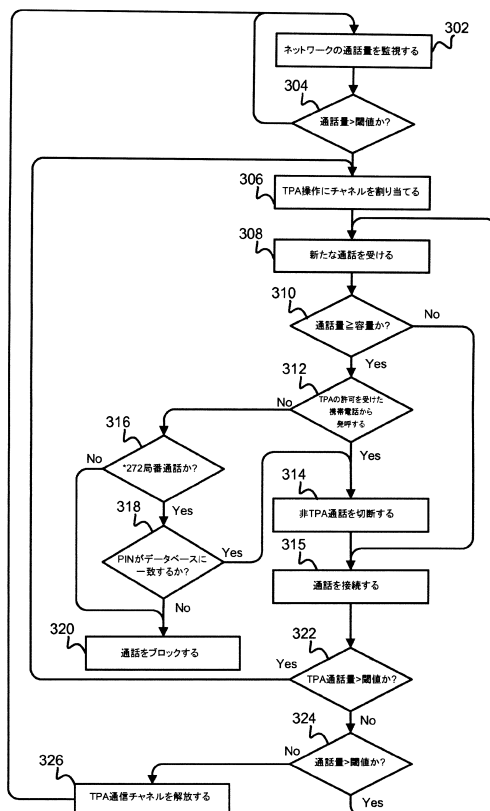 ネットワークの通話量を監視する
302
304
通話量>閾値か?
306
TPA操作にチャネルを割り当てる
308
新たな通話を受ける
310
通話量≧容量か?
No
Yes
312
TPAの許可を受けた
携帯電話から
発呼する
No
Yes
316
*272局番通話か?
No
Yes
314
非TPA通話を切断する
318
PINがデータベースに
一致するか?
Yes
No
315
通話を接続する
320
通話をブロックする
322
TPA通話量>閾値か?
Yes
No
324
通話量>閾値か?
No
Yes
326
TPA通信チャネルを解放する